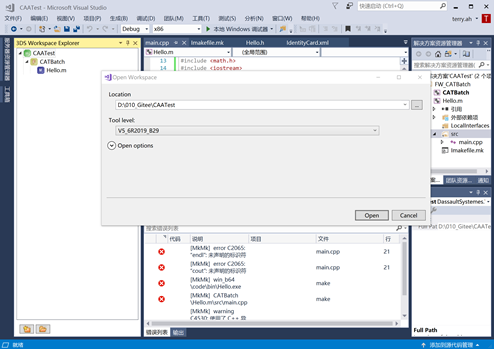 CAATest - Microsoft Visual Studio
快速启动 (Ctrl+Q)
文件(F) 编辑(E) 视图(V) 项目(P) 生成(B) 调试(D) 团队(M) 工具(T) 测试(S) 分析(N) 窗口(W) 帮助(H)
terry.ah
Debug x86 本地 Windows 调试器
3DS Workspace Explorer
CAATest
CATBatch
Hello.m
main.cpp Imakefile.mk Hello.h IdentityCard.xml
Hello.m (全局范围)
13 #include <math.h>
14 #include <iostream>
解决方案资源管理器
Open Workspace
Location
D:\010_Gitee\CAATest
...
Tool level:
V5_6R2019_B29
Open options
Open Cancel
解决方案"CAATest" (2 个项
FW_CATBatch
CATBatch
Hello.m
引用
外部依赖项
LocalInterfaces
src
main.cpp
Imakefile.mk
团队资源... 通知
est DassaultSystemes.
Full Pat D:\010_Gitee\CAATest
Full Path
搜索错误列表
代码 说明 项目 文件 行
[MkMk] error C2065: "endl": 未声明的标识符 main.cpp 21
[MkMk] error C2065: "cout": 未声明的标识符 main.cpp 21
[MkMk] win_b64 \code\bin\Hello.exe make
[MkMk] CATBatch \Hello.m\src\main.cpp make
[MkMk] warning
C4530: 使用了 C++ 异
错误列表 输出
就绪
添加到源代码管理